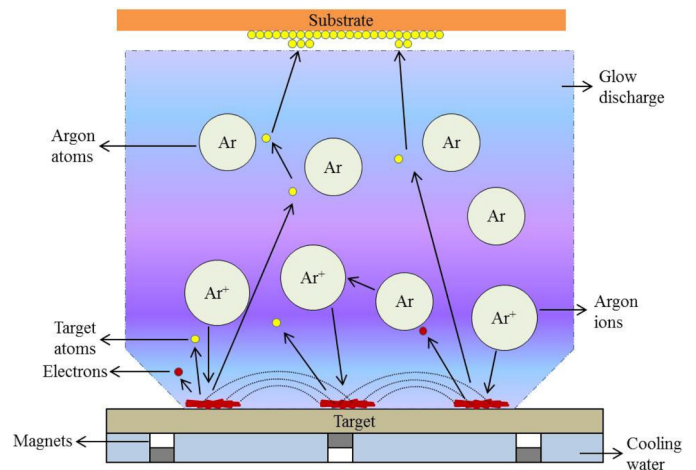 Substrate
Glow
discharge
Argon
atoms
Ar
Ar
Ar
Ar
Ar+
Ar+
Ar
Ar+
Argon
ions
Target
atoms
Electrons
Target
Magnets
Cooling
water